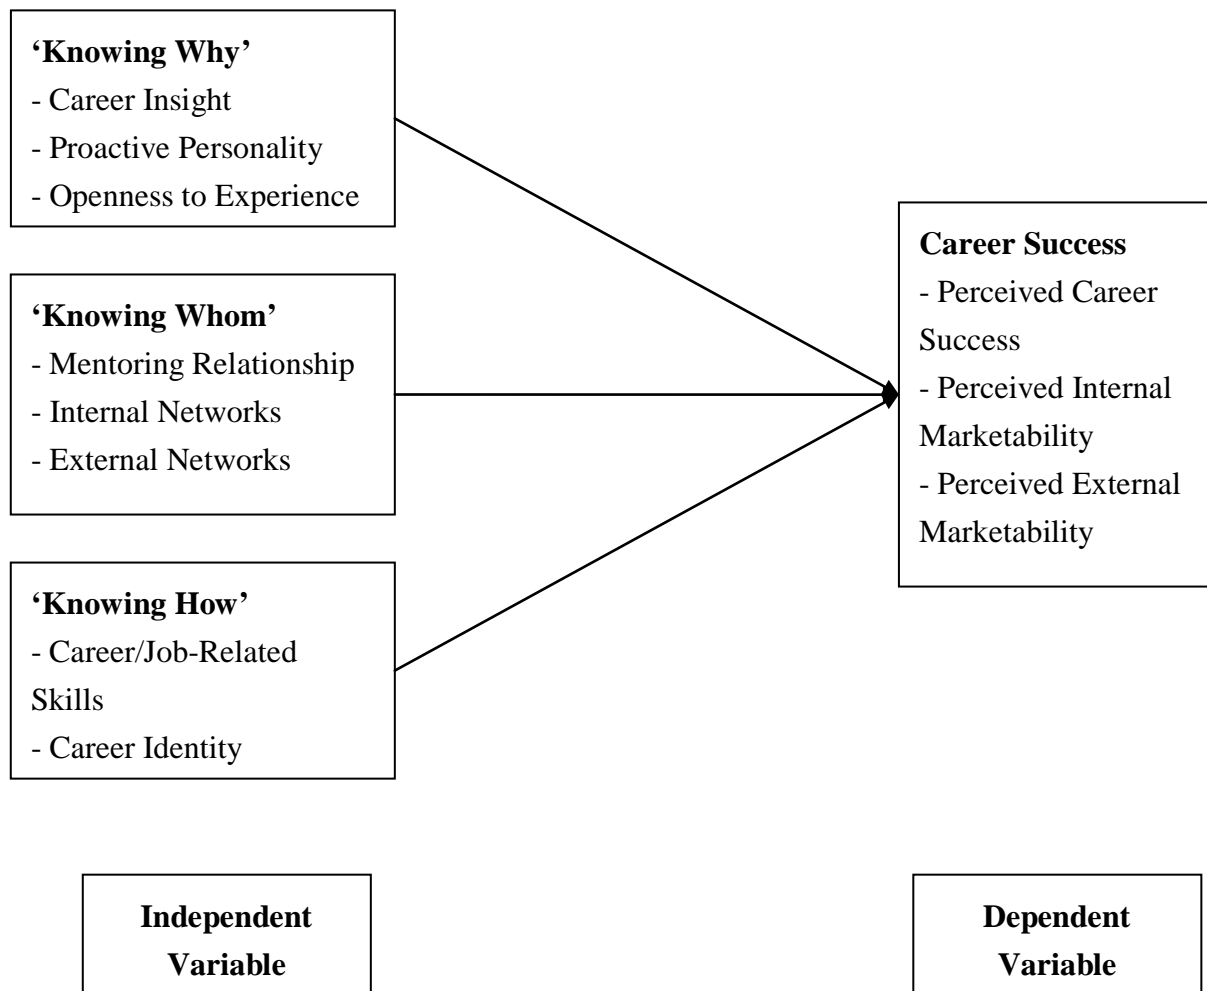 ‘Knowing Why’
- Career Insight
- Proactive Personality
- Openness to Experience
‘Knowing Whom’
- Mentoring Relationship
- Internal Networks
- External Networks
‘Knowing How’
- Career/Job-Related
Skills
- Career Identity
Career Success
- Perceived Career
Success
- Perceived Internal
Marketability
- Perceived External
Marketability
Independent
Variable
Dependent
Variable